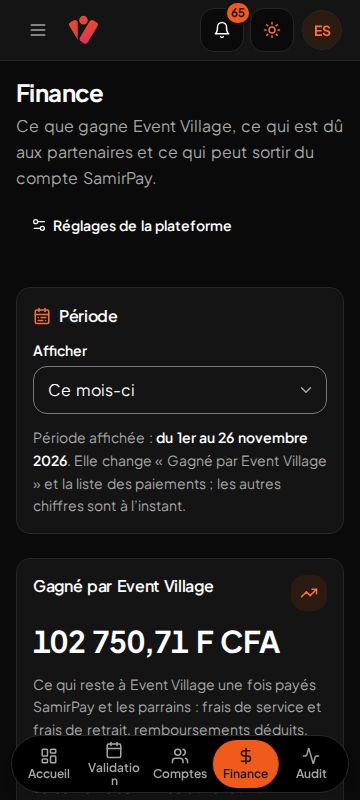 65
ES
Finance
Ce que gagne Event Village, ce qui est dû
aux partenaires et ce qui peut sortir du
compte SamirPay.
Réglages de la plateforme
Période
Afficher
Ce mois-ci
Période affichée : du 1er au 26 novembre
2026. Elle change « Gagné par Event Village
» et la liste des paiements ; les autres
chiffres sont à l'instant.
Gagné par Event Village
102 750,71 F CFA
Ce qui reste à Event Village une fois payés
SamirPay et les parrains : frais de service et
frais de retrait, remboursements déduits.
Accueil
Validatio
n
Comptes
Finance
Audit